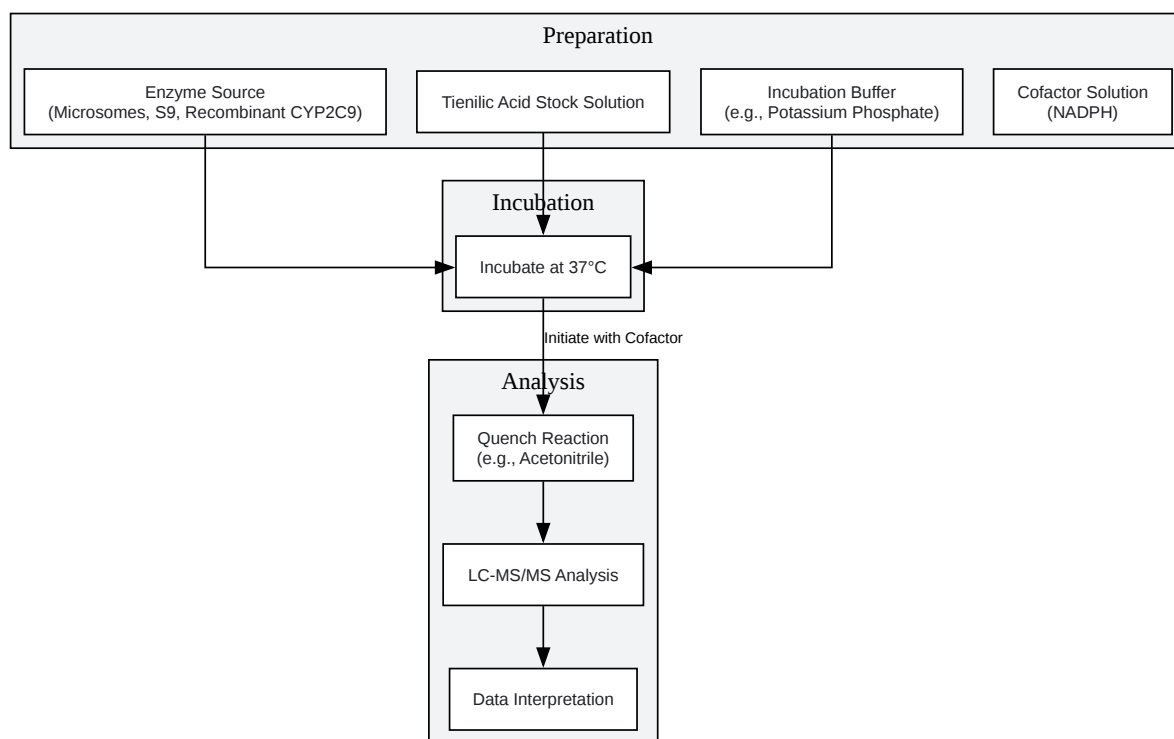 Preparation
Enzyme Source
(Microsomes, S9, Recombinant CYP2C9)
Tienilic Acid Stock Solution
Incubation Buffer
(e.g., Potassium Phosphate)
Cofactor Solution
(NADPH)
Incubation
Incubate at 37°C
Initiate with Cofactor
Analysis
Quench Reaction
(e.g., Acetonitrile)
LC-MS/MS Analysis
Data Interpretation